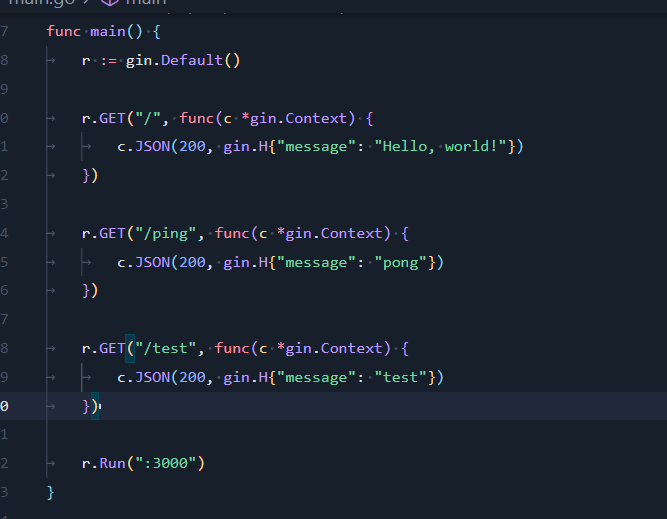 main.go > main
7 func main() {
8 r := gin.Default()
9
0 r.GET("/", func(c *gin.Context) {
1 c.JSON(200, gin.H{"message": "Hello, world!"})
2 })
3
4 r.GET("/ping", func(c *gin.Context) {
5 c.JSON(200, gin.H{"message": "pong"})
6 })
7
8 r.GET("/test", func(c *gin.Context) {
9 c.JSON(200, gin.H{"message": "test"})
0 })
1
2 r.Run(":3000")
3 }